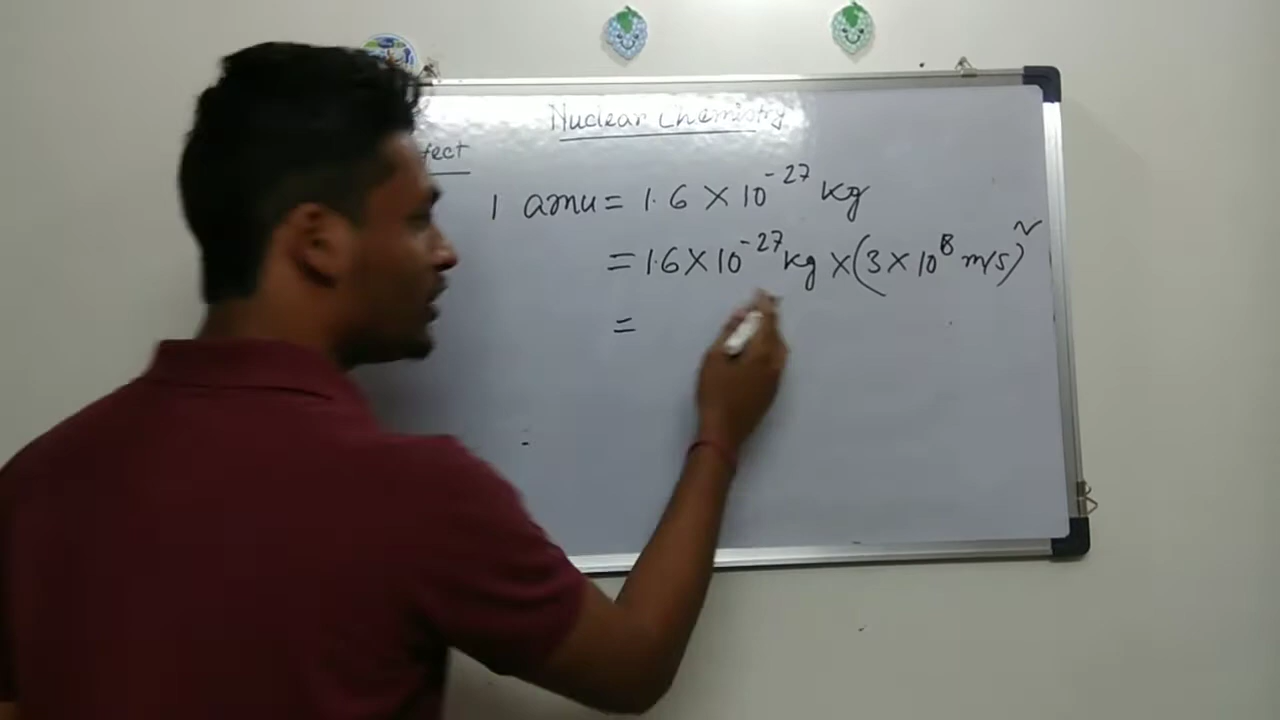 Nuclear Chemistry
fect
1 amu = 1.6 × 10⁻²⁷ kg
= 1.6 × 10⁻²⁷ kg × (3 × 10⁸ m/s)²
=